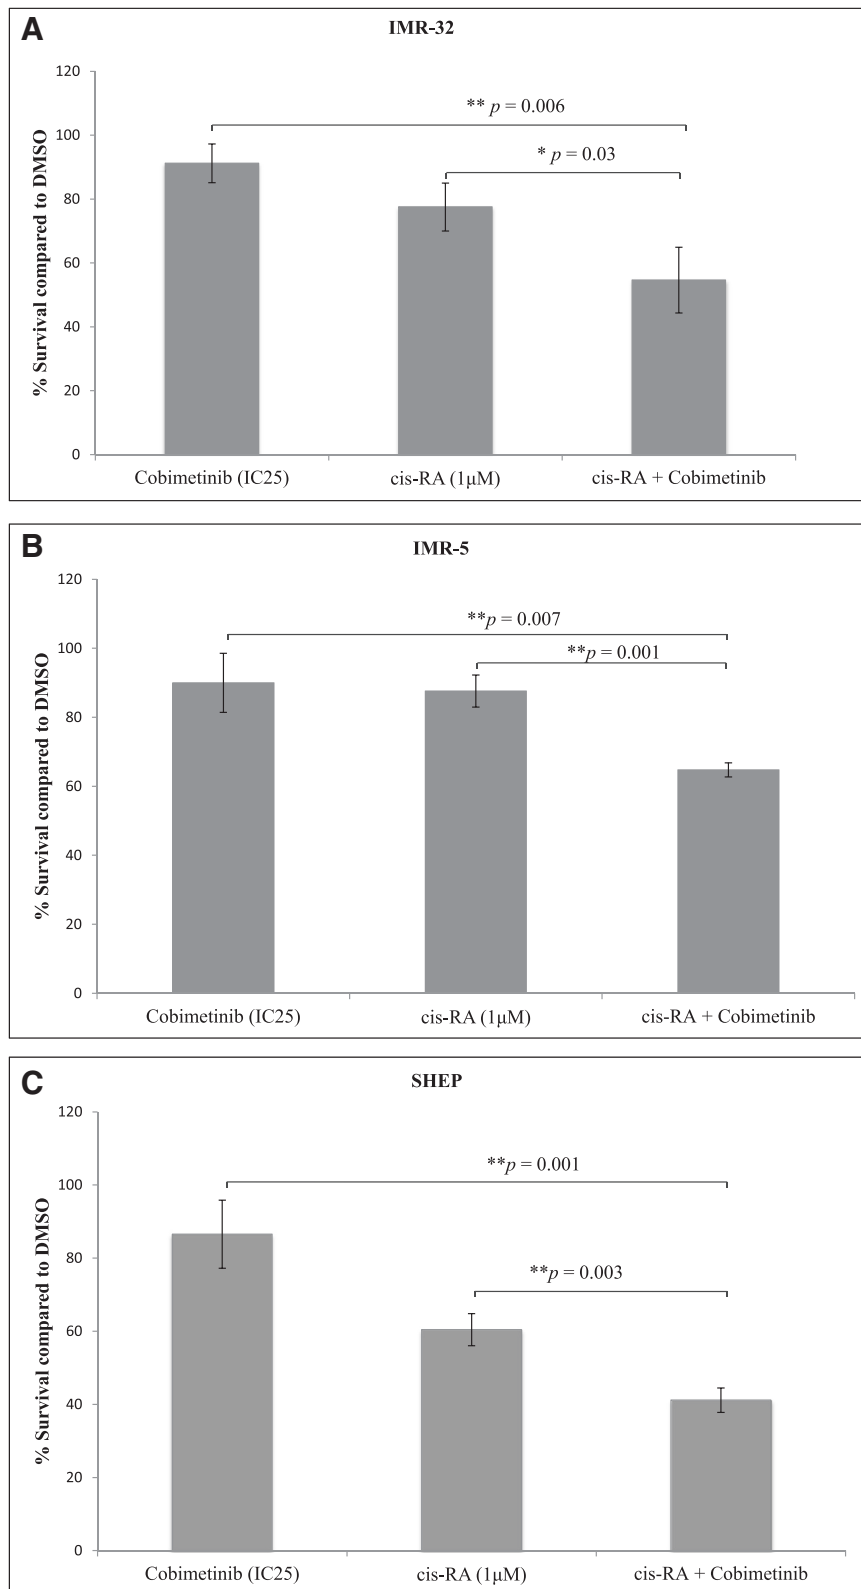 A
IMR-32
% Survival compared to DMSO
120
100
80
60
40
20
0
** p = 0.006
* p = 0.03
Cobimetinib (IC25)
cis-RA (1μM)
cis-RA + Cobimetinib
B
IMR-5
% Survival compared to DMSO
120
100
80
60
40
20
0
**p = 0.007
**p = 0.001
Cobimetinib (IC25)
cis-RA (1μM)
cis-RA + Cobimetinib
C
SHEP
% Survival compared to DMSO
120
100
80
60
40
20
0
**p = 0.001
**p = 0.003
Cobimetinib (IC25)
cis-RA (1μM)
cis-RA + Cobimetinib